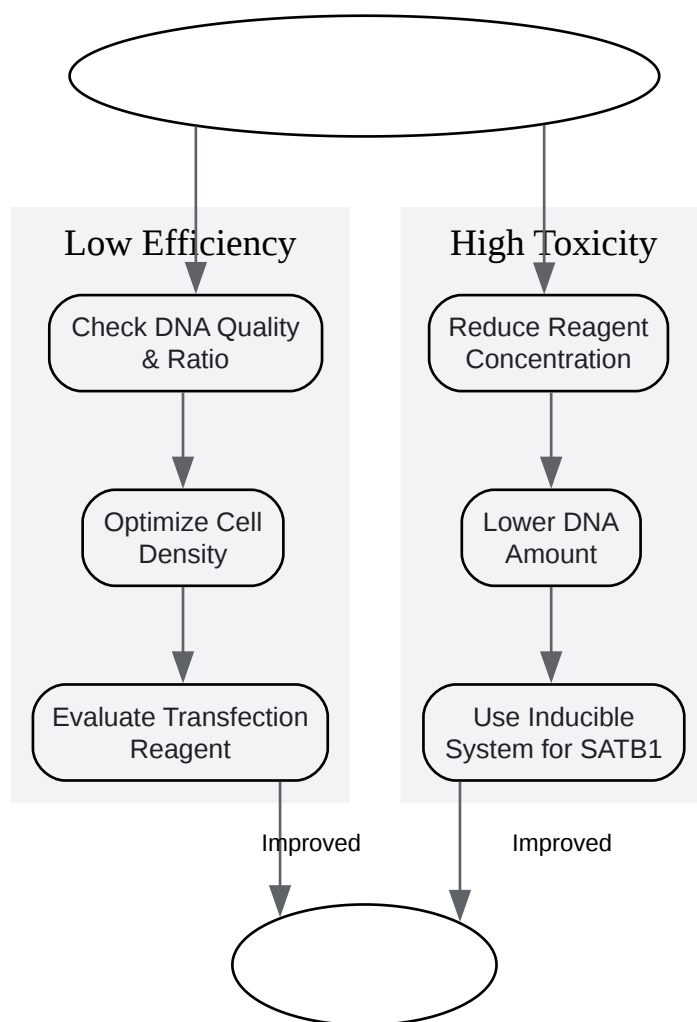 Low Efficiency
High Toxicity
Check DNA Quality
& Ratio
Reduce Reagent
Concentration
Optimize Cell
Density
Lower DNA
Amount
Evaluate Transfection
Reagent
Use Inducible
System for SATB1
Improved
Improved